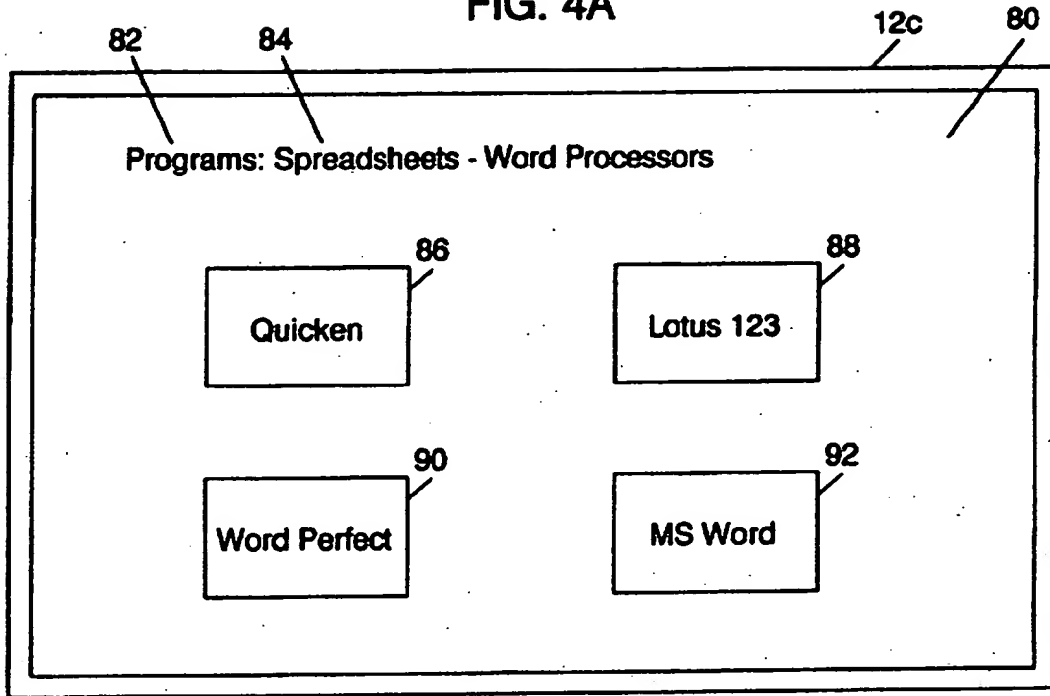 FIG. 4A
82 84 12c 80
Programs: Spreadsheets - Word Processors
86 88
Quicken Lotus 123
90 92
Word Perfect MS Word